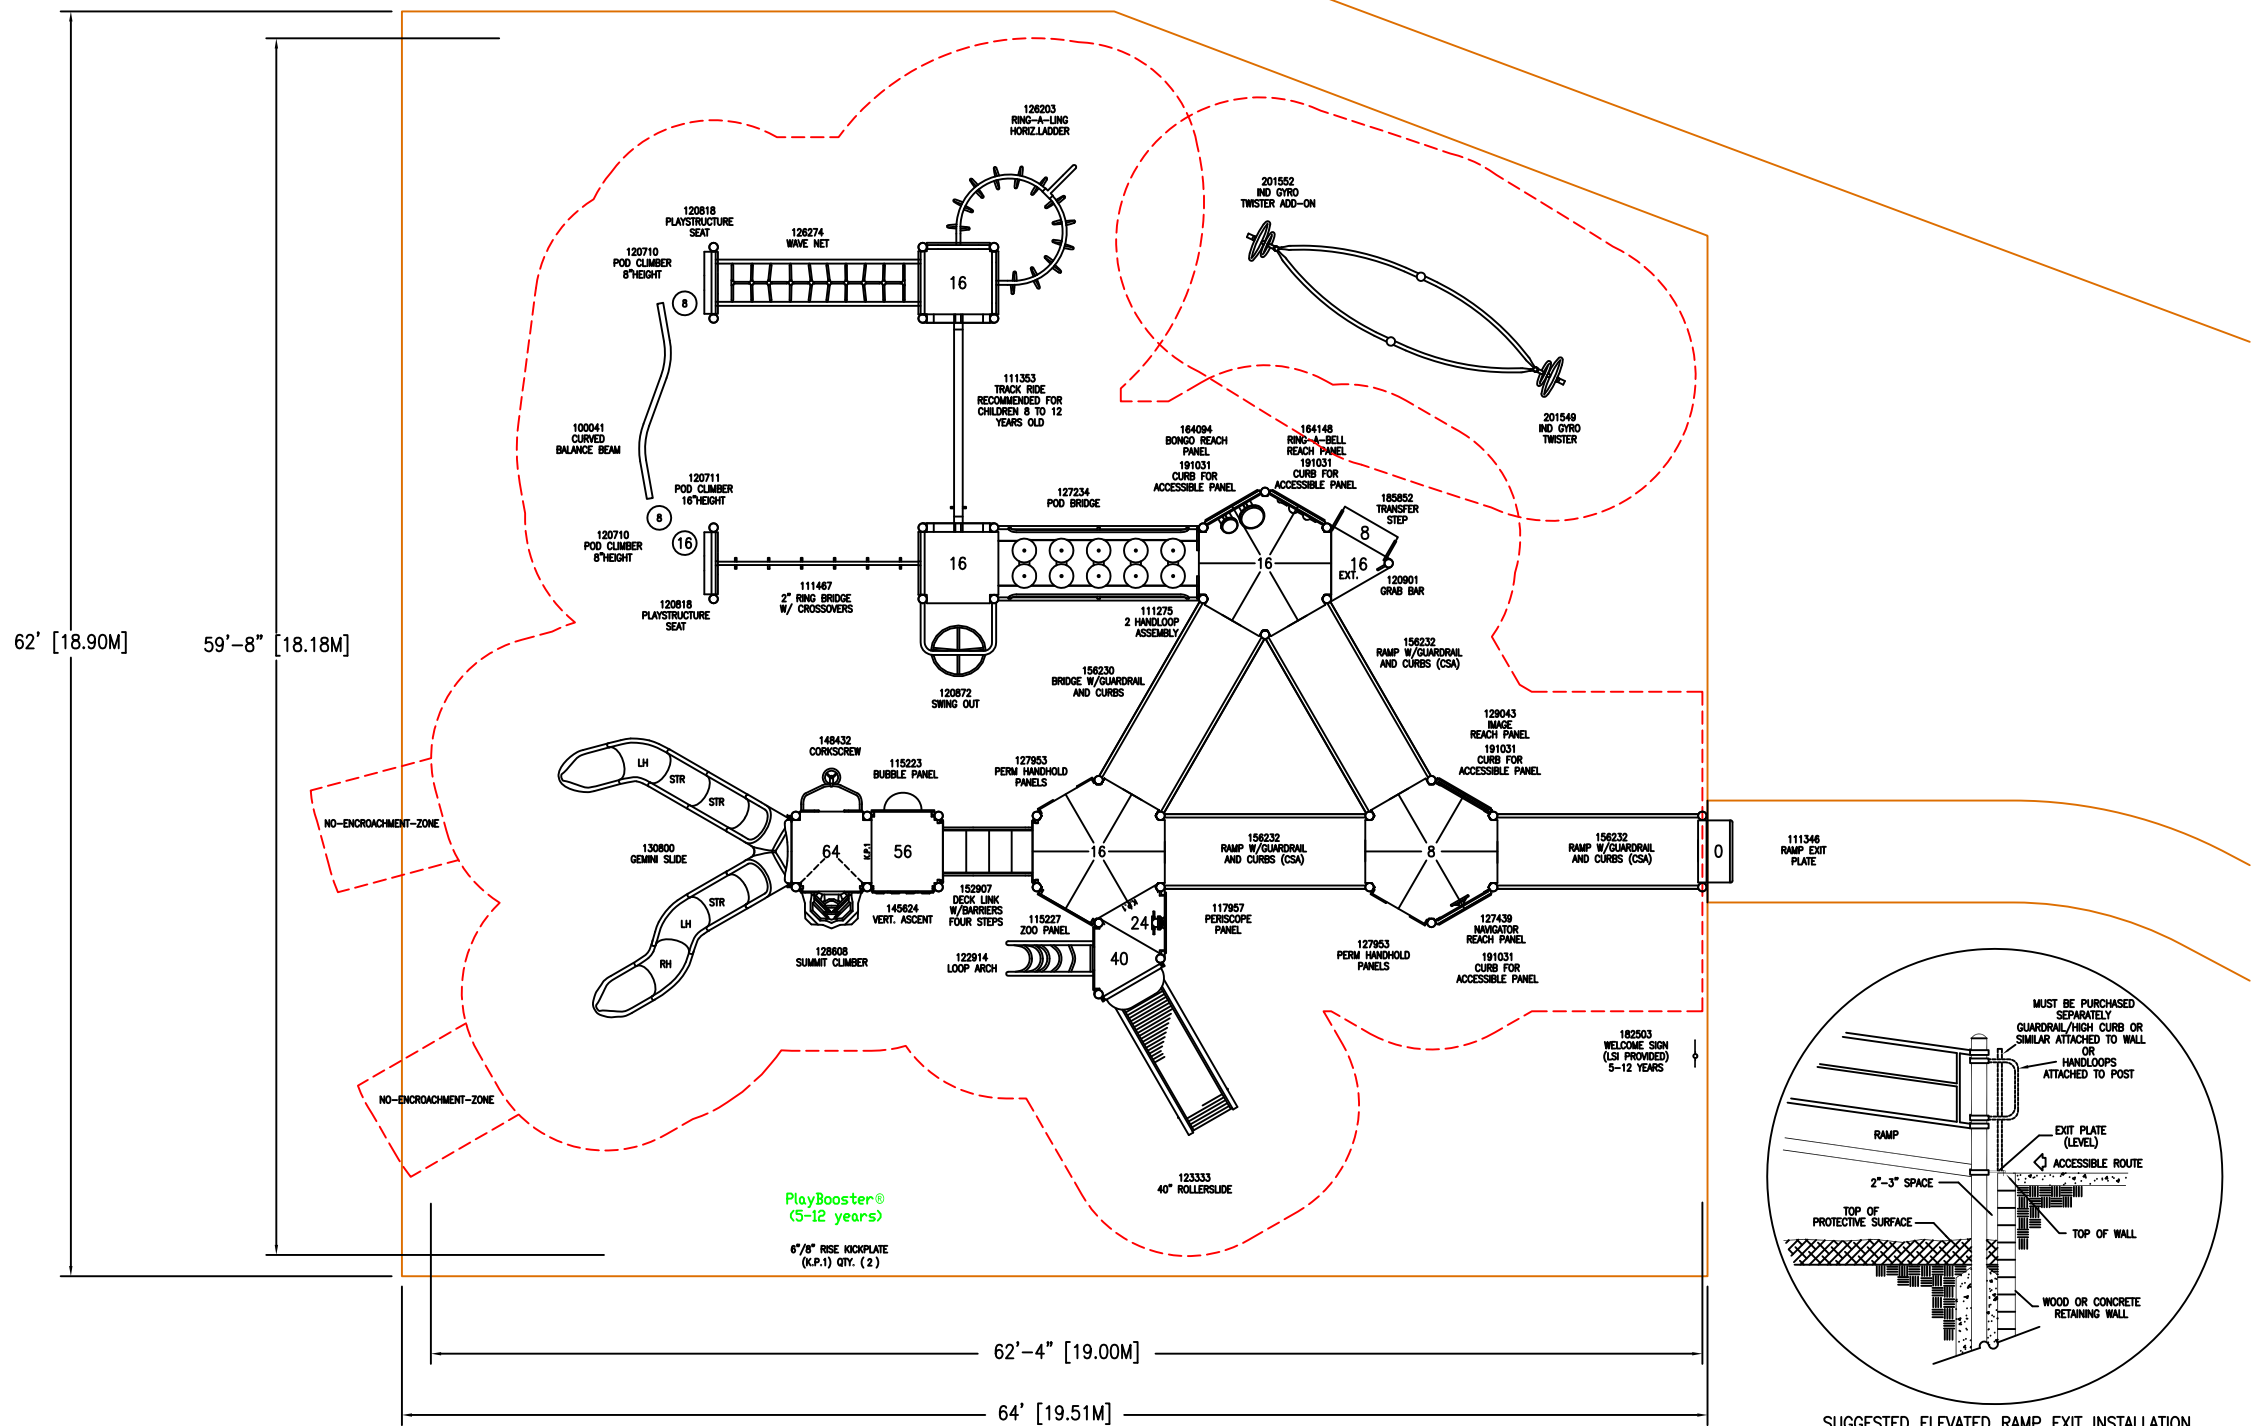 126203
RING-A-LING
HORIZ.LADDER
201552
IND GYRO
TWISTER ADD-ON
120818
PLAYSTRUCTURE
SEAT
126274
WAVE NET
120710
POD CLIMBER
8"HEIGHT
8
16
111353
TRACK RIDE
RECOMMENDED FOR
CHILDREN 8 TO 12
YEARS OLD
201549
IND GYRO
TWISTER
100041
CURVED
BALANCE BEAM
164094
BONGO REACH
PANEL
191031
CURB FOR
ACCESSIBLE PANEL
164148
RING-A-BELL
REACH PANEL
191031
CURB FOR
ACCESSIBLE PANEL
120711
POD CLIMBER
16"HEIGHT
127234
POD BRIDGE
185852
TRANSFER
STEP
8
16
120710
POD CLIMBER
8"HEIGHT
16
16
8
16
EXT.
120901
GRAB BAR
120818
PLAYSTRUCTURE
SEAT
111467
2" RING BRIDGE
W/ CROSSOVERS
111275
2 HANDLOOP
ASSEMBLY
62' [18.90M]
59'-8" [18.18M]
156232
RAMP W/GUARDRAIL
AND CURBS (CSA)
156230
BRIDGE W/GUARDRAIL
AND CURBS
120872
SWING OUT
129043
IMAGE
REACH PANEL
191031
CURB FOR
ACCESSIBLE PANEL
148432
CORKSCREW
115223
BUBBLE PANEL
127953
PERM HANDHOLD
PANELS
LH
STR
STR
NO-ENCROACHMENT-ZONE
130800
GEMINI SLIDE
64
K.P.1
56
16
156232
RAMP W/GUARDRAIL
AND CURBS (CSA)
8
156232
RAMP W/GUARDRAIL
AND CURBS (CSA)
0
111346
RAMP EXIT
PLATE
STR
LH
RH
145624
VERT. ASCENT
152907
DECK LINK
W/BARRIERS
FOUR STEPS
115227
ZOO PANEL
K.P.1
24
40
117957
PERISCOPE
PANEL
127439
NAVIGATOR
REACH PANEL
191031
CURB FOR
ACCESSIBLE PANEL
128608
SUMMIT CLIMBER
122914
LOOP ARCH
127953
PERM HANDHOLD
PANELS
182503
WELCOME SIGN
(LSI PROVIDED)
5-12 YEARS
NO-ENCROACHMENT-ZONE
123333
40" ROLLERSLIDE
PlayBooster®
(5-12 years)
6"/8" RISE KICKPLATE
(K.P.1) QTY. ( 2 )
MUST BE PURCHASED
SEPARATELY
GUARDRAIL/HIGH CURB OR
SIMILAR ATTACHED TO WALL
OR
HANDLOOPS
ATTACHED TO POST
RAMP
EXIT PLATE
(LEVEL)
ACCESSIBLE ROUTE
2"-3" SPACE
TOP OF
PROTECTIVE SURFACE
TOP OF WALL
WOOD OR CONCRETE
RETAINING WALL
62'-4" [19.00M]
64' [19.51M]
SUGGESTED ELEVATED RAMP EXIT INSTALLATION